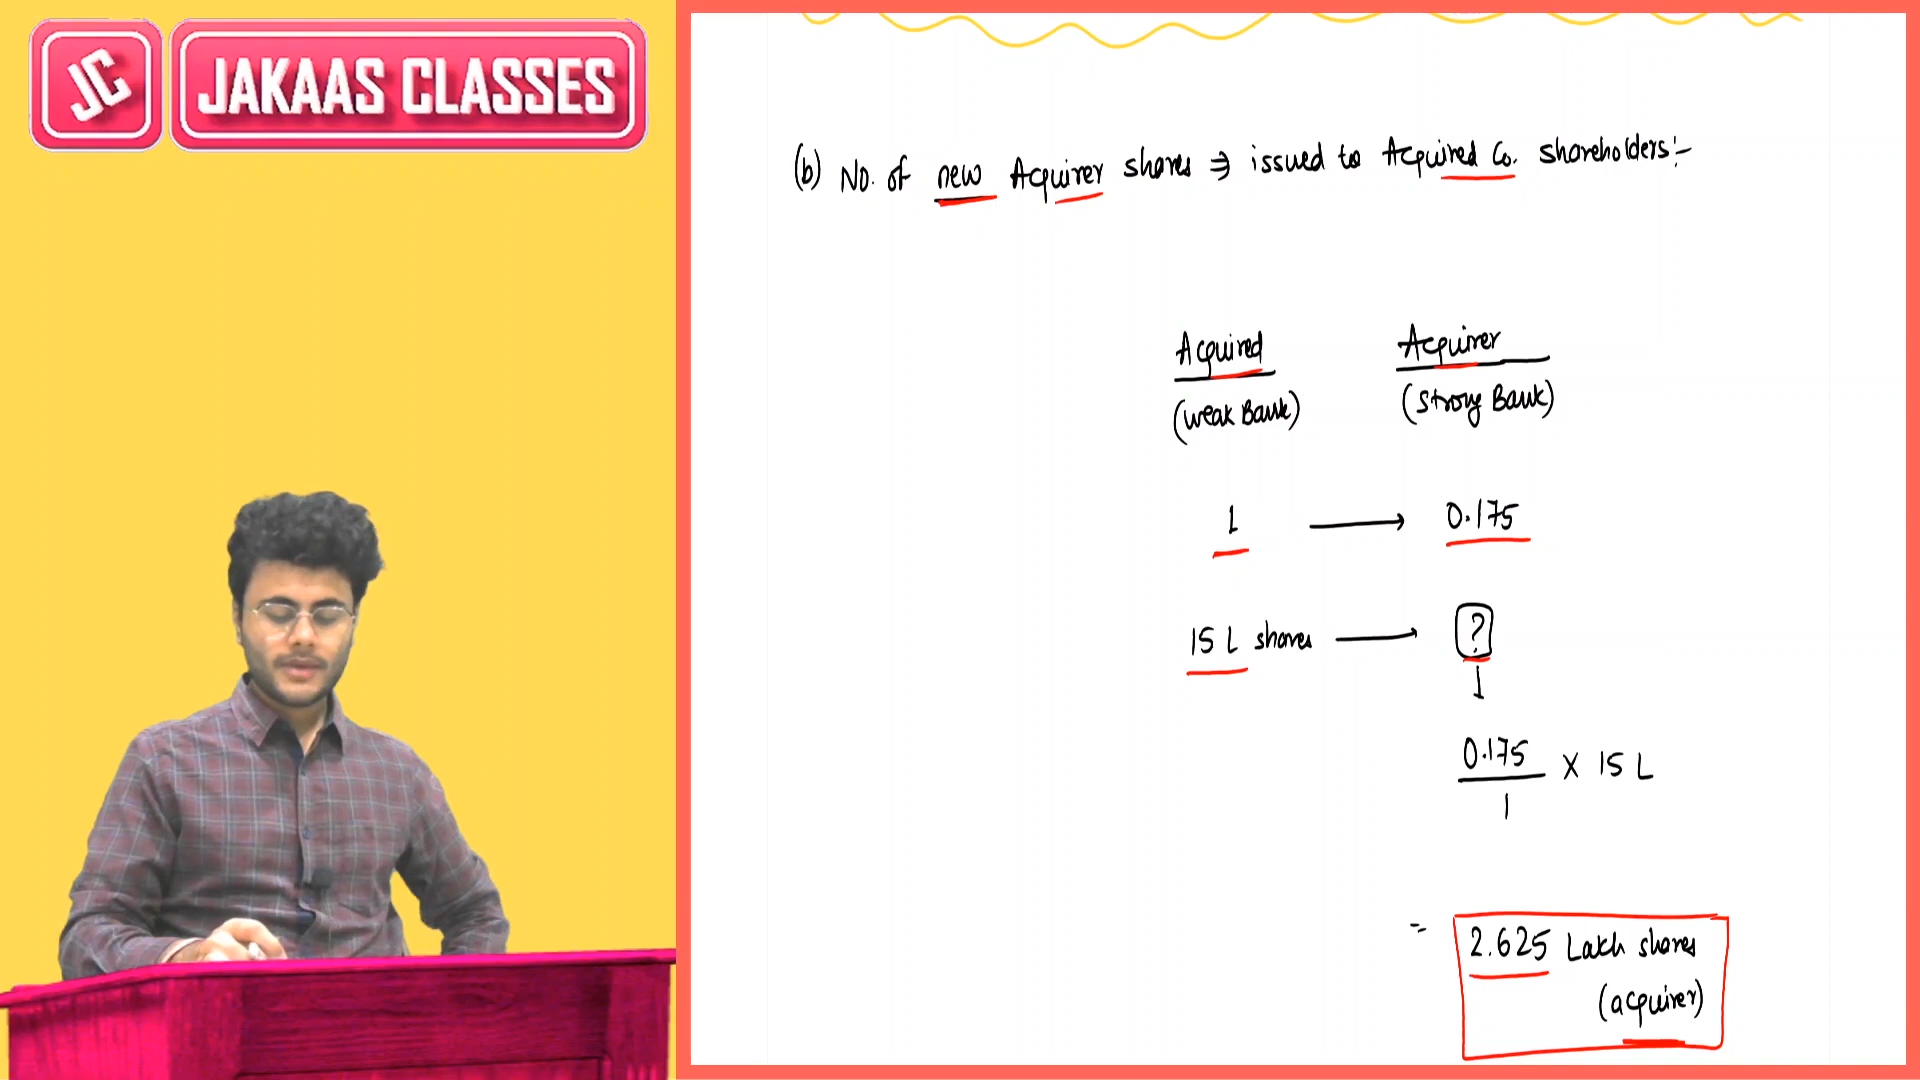 JC JAKAAS CLASSES
(b) No. of new Acquirer shares ⇒ issued to Acquired Co. shareholders:-
Acquired Acquirer
(weak Bank) (Strong Bank)
1 → 0.175
15 L shares → ?
0.175 / 1 × 15 L
= 2.625 Lakh shares
(acquirer)